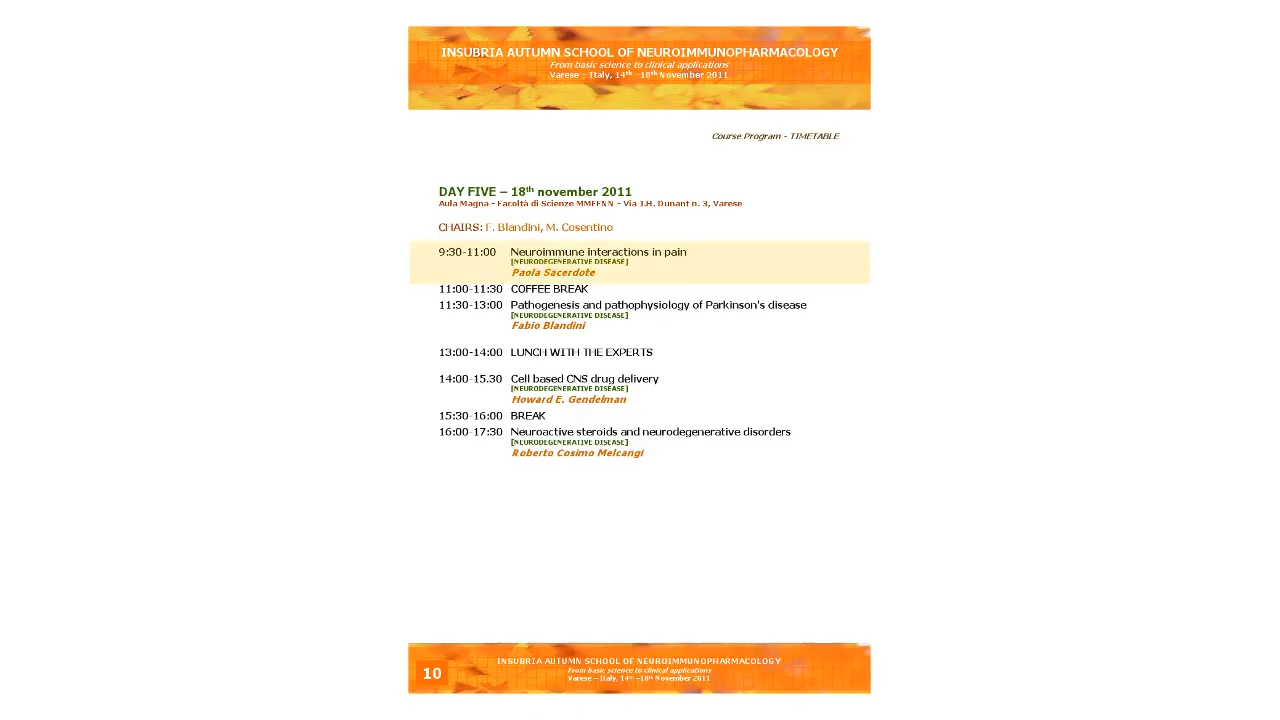 INSUBRIA AUTUMN SCHOOL OF NEUROIMMUNOPHARMACOLOGY
From basic science to clinical applications
Varese – Italy, 14th –18th November 2011
Course Program - TIMETABLE
DAY FIVE – 18th november 2011
Aula Magna - Facoltà di Scienze MMFFNN – Via J.H. Dunant n. 3, Varese
CHAIRS: F. Blandini, M. Cosentino
9:30-11:00 Neuroimmune interactions in pain
[NEURODEGENERATIVE DISEASE]
Paola Sacerdote
11:00-11:30 COFFEE BREAK
11:30-13:00 Pathogenesis and pathophysiology of Parkinson's disease
[NEURODEGENERATIVE DISEASE]
Fabio Blandini
13:00-14:00 LUNCH WITH THE EXPERTS
14:00-15.30 Cell based CNS drug delivery
[NEURODEGENERATIVE DISEASE]
Howard E. Gendelman
15:30-16:00 BREAK
16:00-17:30 Neuroactive steroids and neurodegenerative disorders
[NEURODEGENERATIVE DISEASE]
Roberto Cosimo Melcangi
10
INSUBRIA AUTUMN SCHOOL OF NEUROIMMUNOPHARMACOLOGY
From basic science to clinical applications
Varese – Italy, 14th –18th November 2011